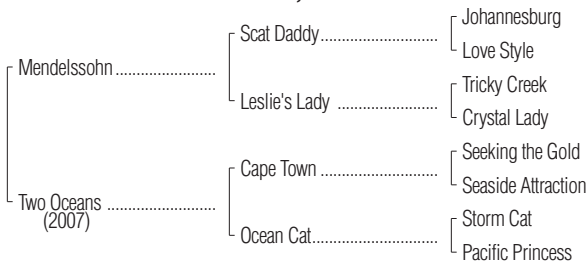 Johannesburg
Scat Daddy........................................
Love Style
Mendelssohn ........................
Tricky Creek
Leslie's Lady ....................................
Crystal Lady
Seeking the Gold
Cape Town ........................................
Seaside Attraction
Two Oceans ..........................
(2007)
Storm Cat
Ocean Cat..........................................
Pacific Princess